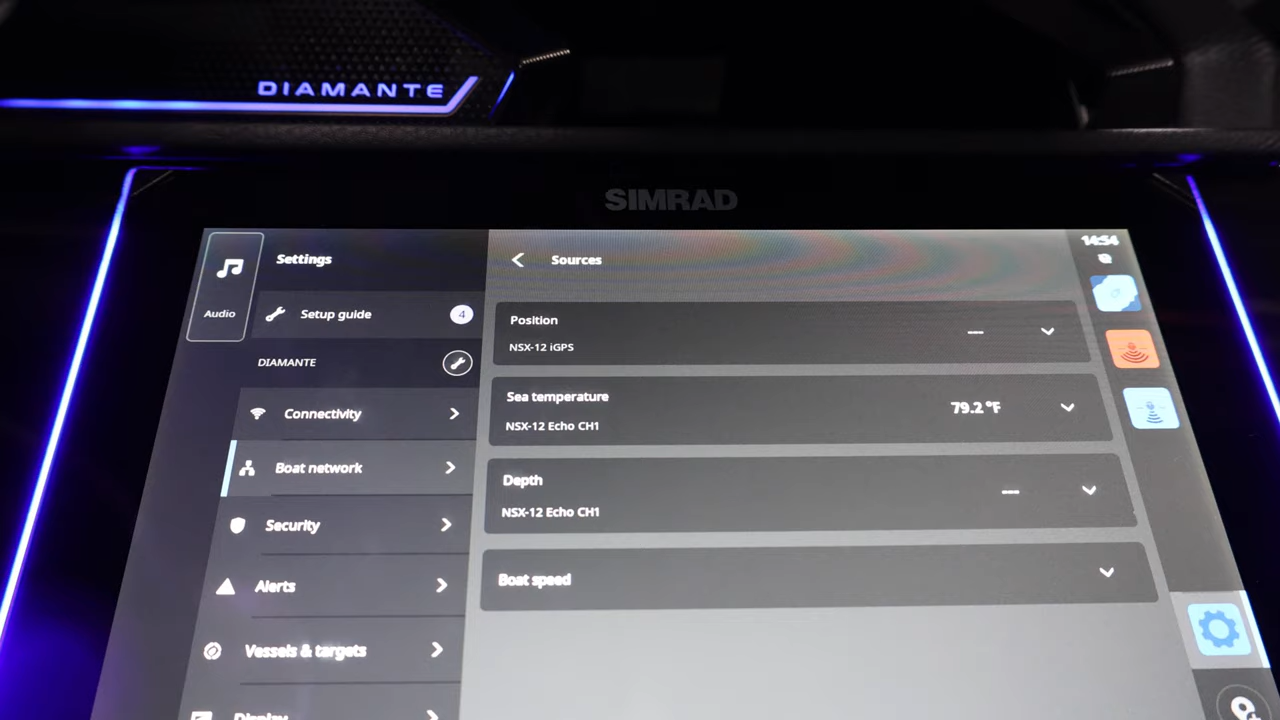 DIAMANTE
SIMRAD
14:54
Audio
Settings
Setup guide
4
DIAMANTE
Connectivity
Boat network
Security
Alerts
Vessels & targets
Display
Sources
Position
NSX-12 iGPS
---
Sea temperature
NSX-12 Echo CH1
79.2 °F
Depth
NSX-12 Echo CH1
---
Boat speed